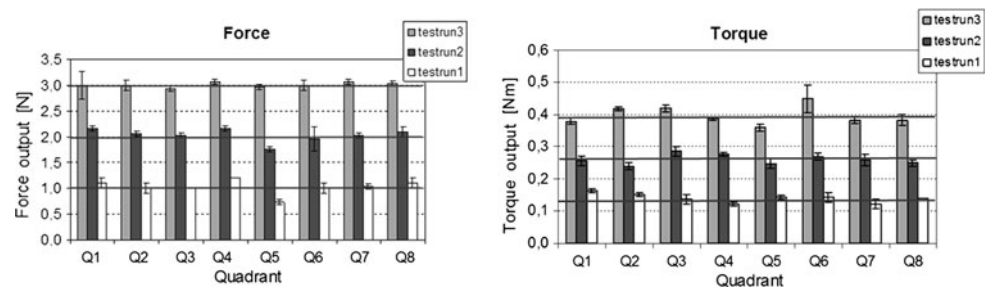 Force
testrun3
testrun2
testrun1
Force output [N]
3.5
3.0
2.5
2.0
1.5
1.0
0.5
0.0
Q1 Q2 Q3 Q4 Q5 Q6 Q7 Q8
Quadrant
Torque
testrun3
testrun2
testrun1
Torque output [Nm]
0,6
0,5
0,4
0,3
0,2
0,1
0,0
Q1 Q2 Q3 Q4 Q5 Q6 Q7 Q8
Quadrant